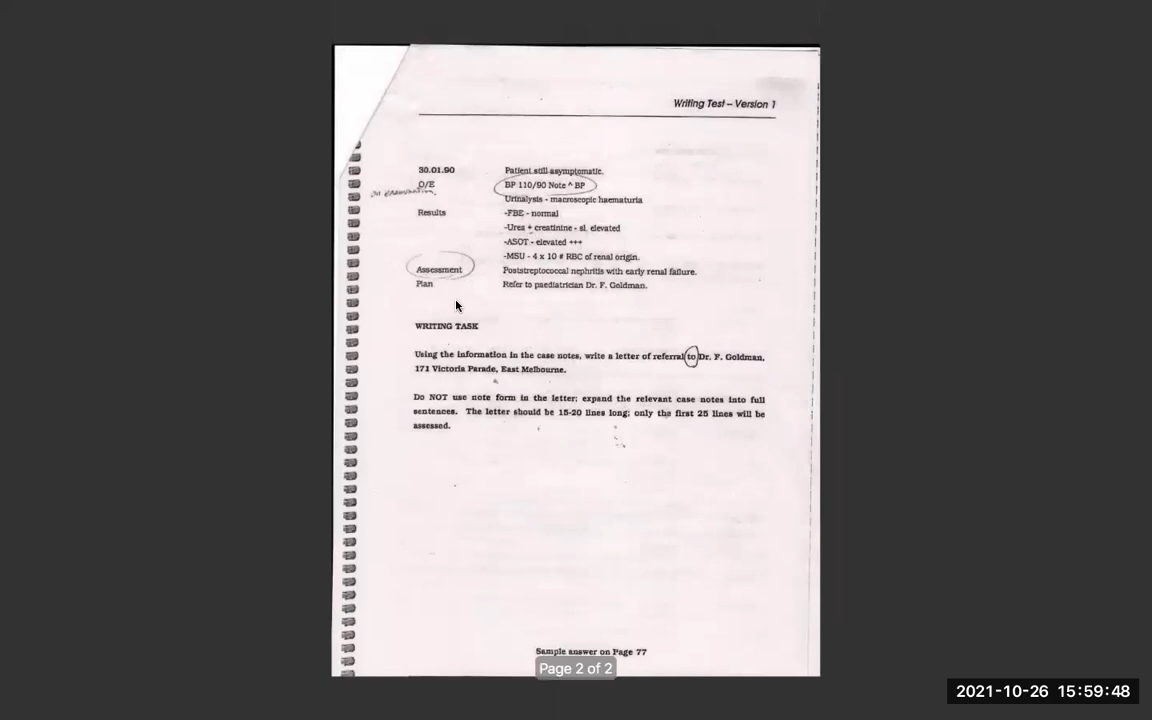 Writing Test – Version 1
30.01.90 Patient still asymptomatic.
O/E BP 110/90 Note ^ BP
on examination
Urinalysis - macroscopic haematuria
Results -FBE - normal
-Urea + creatinine - sl. elevated
-ASOT - elevated +++
-MSU - 4 x 10 # RBC of renal origin.
Assessment Poststreptococcal nephritis with early renal failure.
Plan Refer to paediatrician Dr. F. Goldman.
WRITING TASK
Using the information in the case notes, write a letter of referral to Dr. F. Goldman,
171 Victoria Parade, East Melbourne.
Do NOT use note form in the letter; expand the relevant case notes into full
sentences. The letter should be 15-20 lines long; only the first 25 lines will be
assessed.
Sample answer on Page 77
Page 2 of 2
2021-10-26 15:59:48